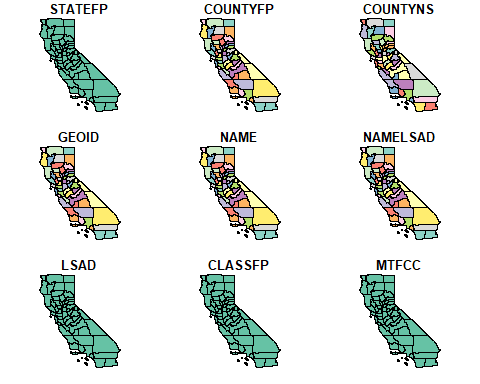 STATEFP COUNTYFP COUNTYNS
GEOID NAME NAMELSAD
LSAD CLASSFP MTFCC